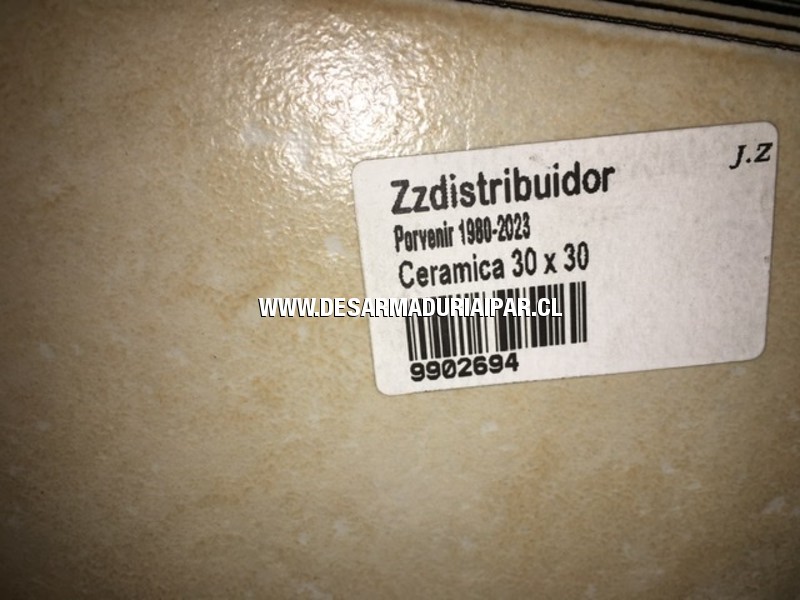 J.Z
Zzdistribuidor
Porvenir 1980-2023
Ceramica 30 x 30
WWW.DESARMADURIAIPAR.CL
9902694